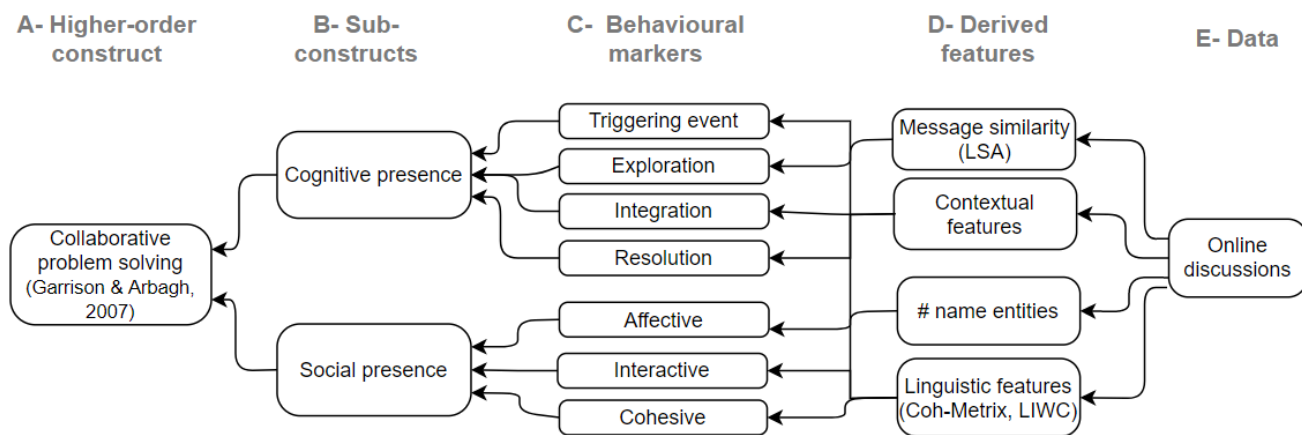 A- Higher-order
construct
B- Sub-
constructs
C-  Behavioural
markers
D- Derived
features
E- Data
Collaborative
problem solving
(Garrison & Arbagh,
2007)
Cognitive presence
Social presence
Triggering event
Exploration
Integration
Resolution
Affective
Interactive
Cohesive
Message similarity
(LSA)
Contextual
features
# name entities
Linguistic features
(Coh-Metrix, LIWC)
Online
discussions